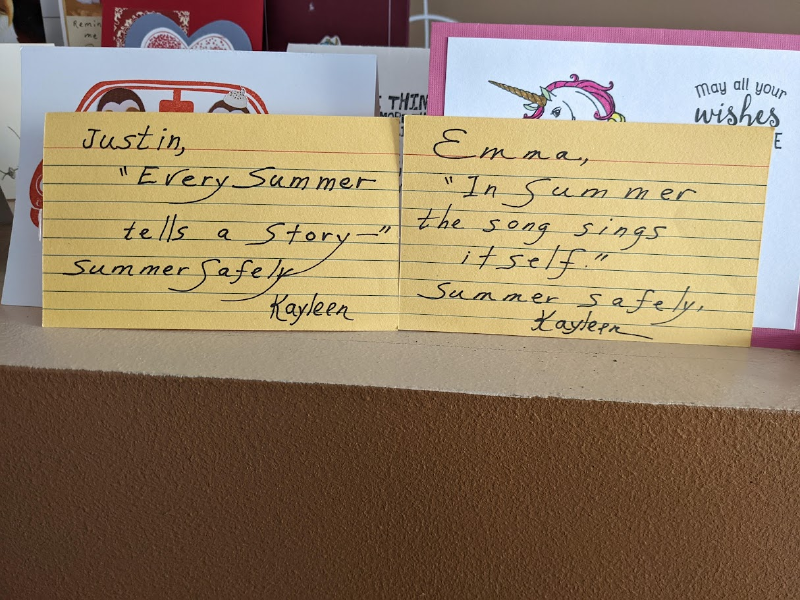 Remin
me
THIN
May all your
wishes
E
Justin,
"Every Summer
tells a Story—"
Summer Safely
Kayleen
Emma,
"In Summer
the song sings
itself."
Summer safely,
Kayleen